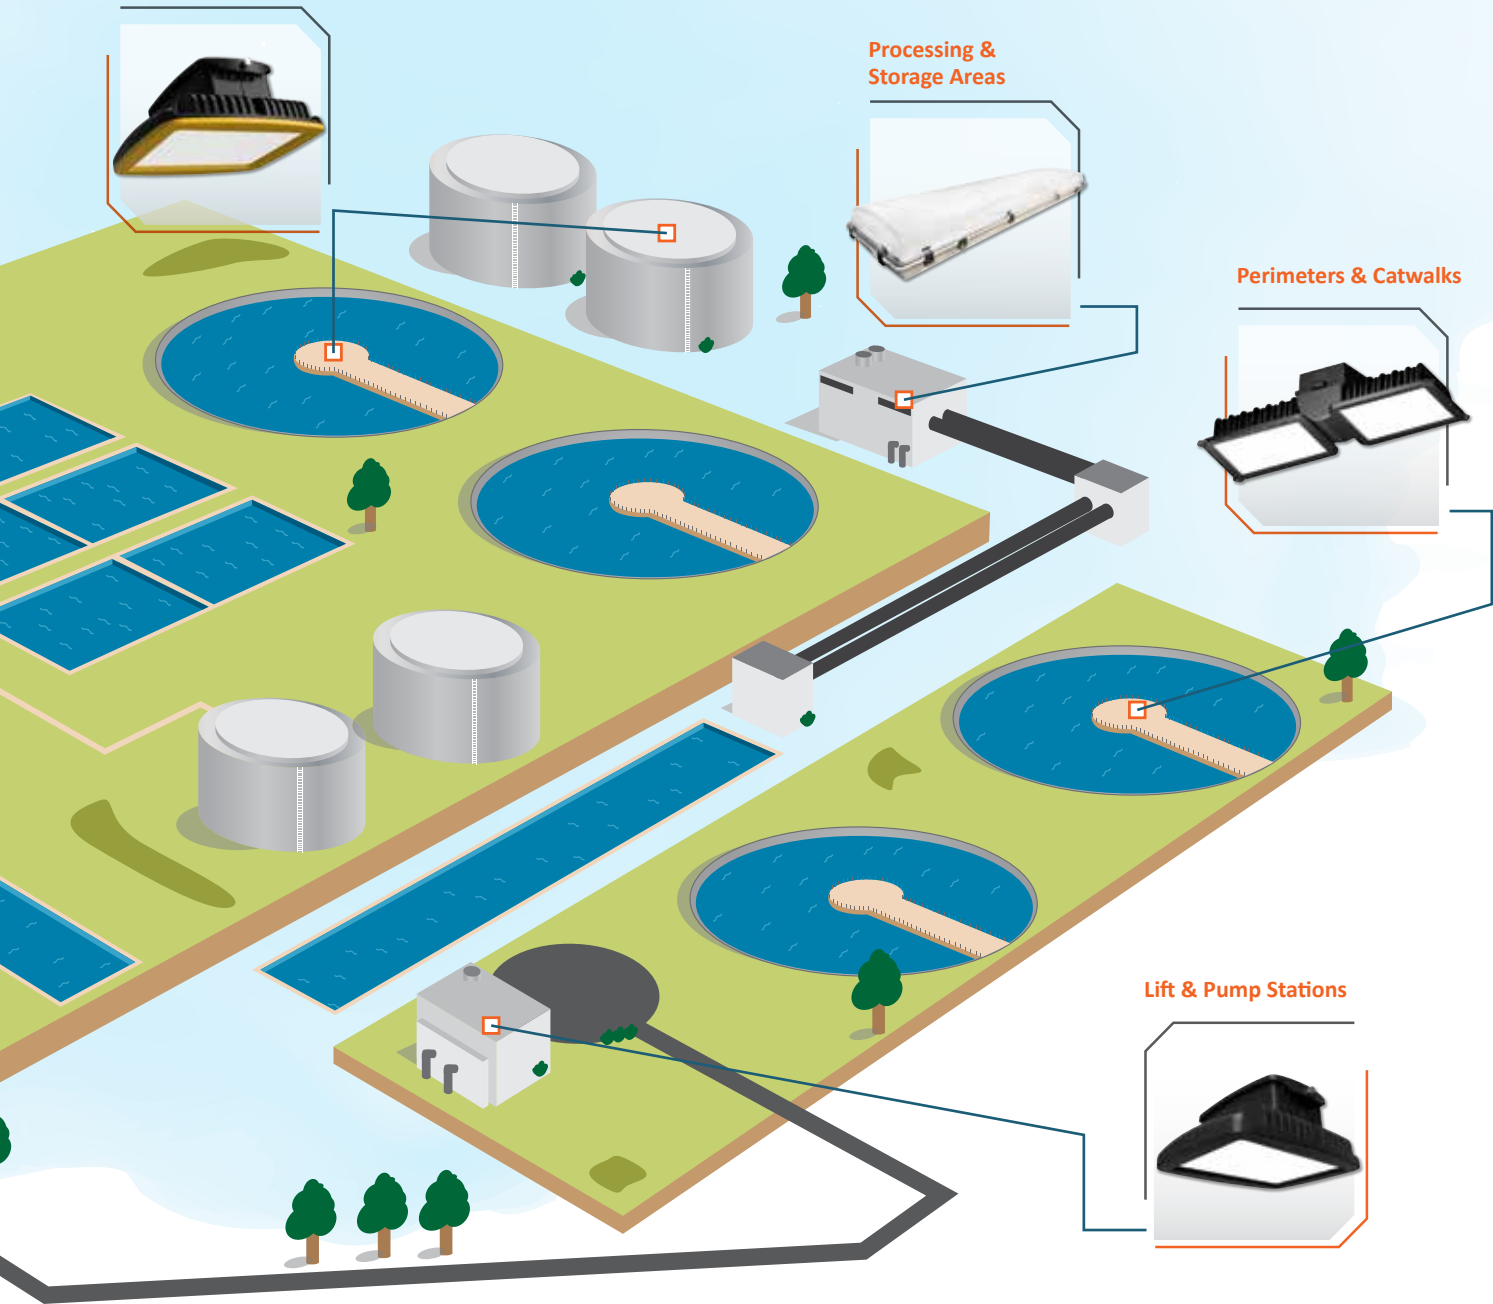 Processing &
Storage Areas
Perimeters & Catwalks
Lift & Pump Stations